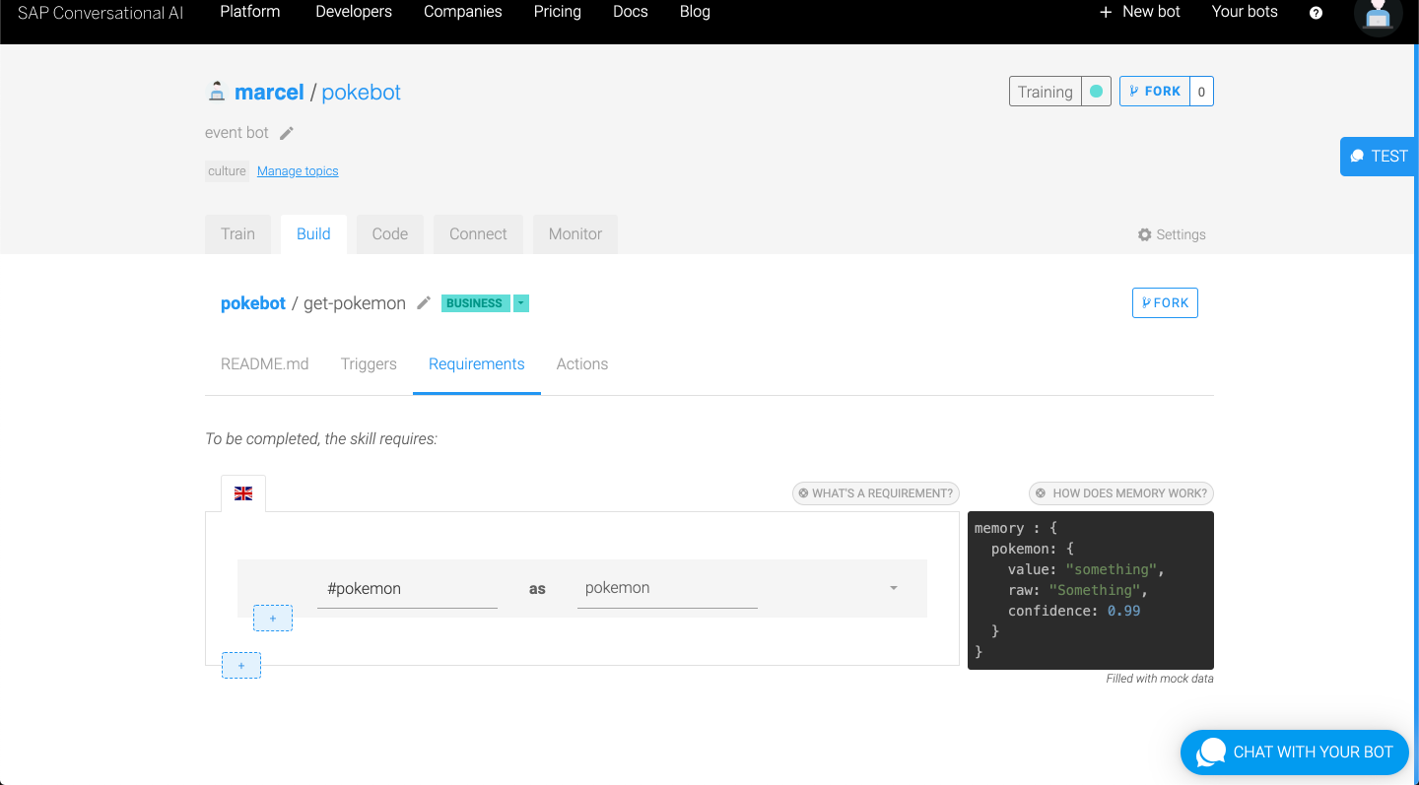 SAP Conversational AI Platform Developers Companies Pricing Docs Blog + New bot Your bots ?
marcel / pokebot Training FORK 0
event bot
TEST
culture Manage topics
Train Build Code Connect Monitor Settings
pokebot / get-pokemon BUSINESS FORK
README.md Triggers Requirements Actions
To be completed, the skill requires:
WHAT'S A REQUIREMENT? HOW DOES MEMORY WORK?
#pokemon as pokemon
+
+
memory : {
pokemon: {
value: "something",
raw: "Something",
confidence: 0.99
}
}
Filled with mock data
CHAT WITH YOUR BOT